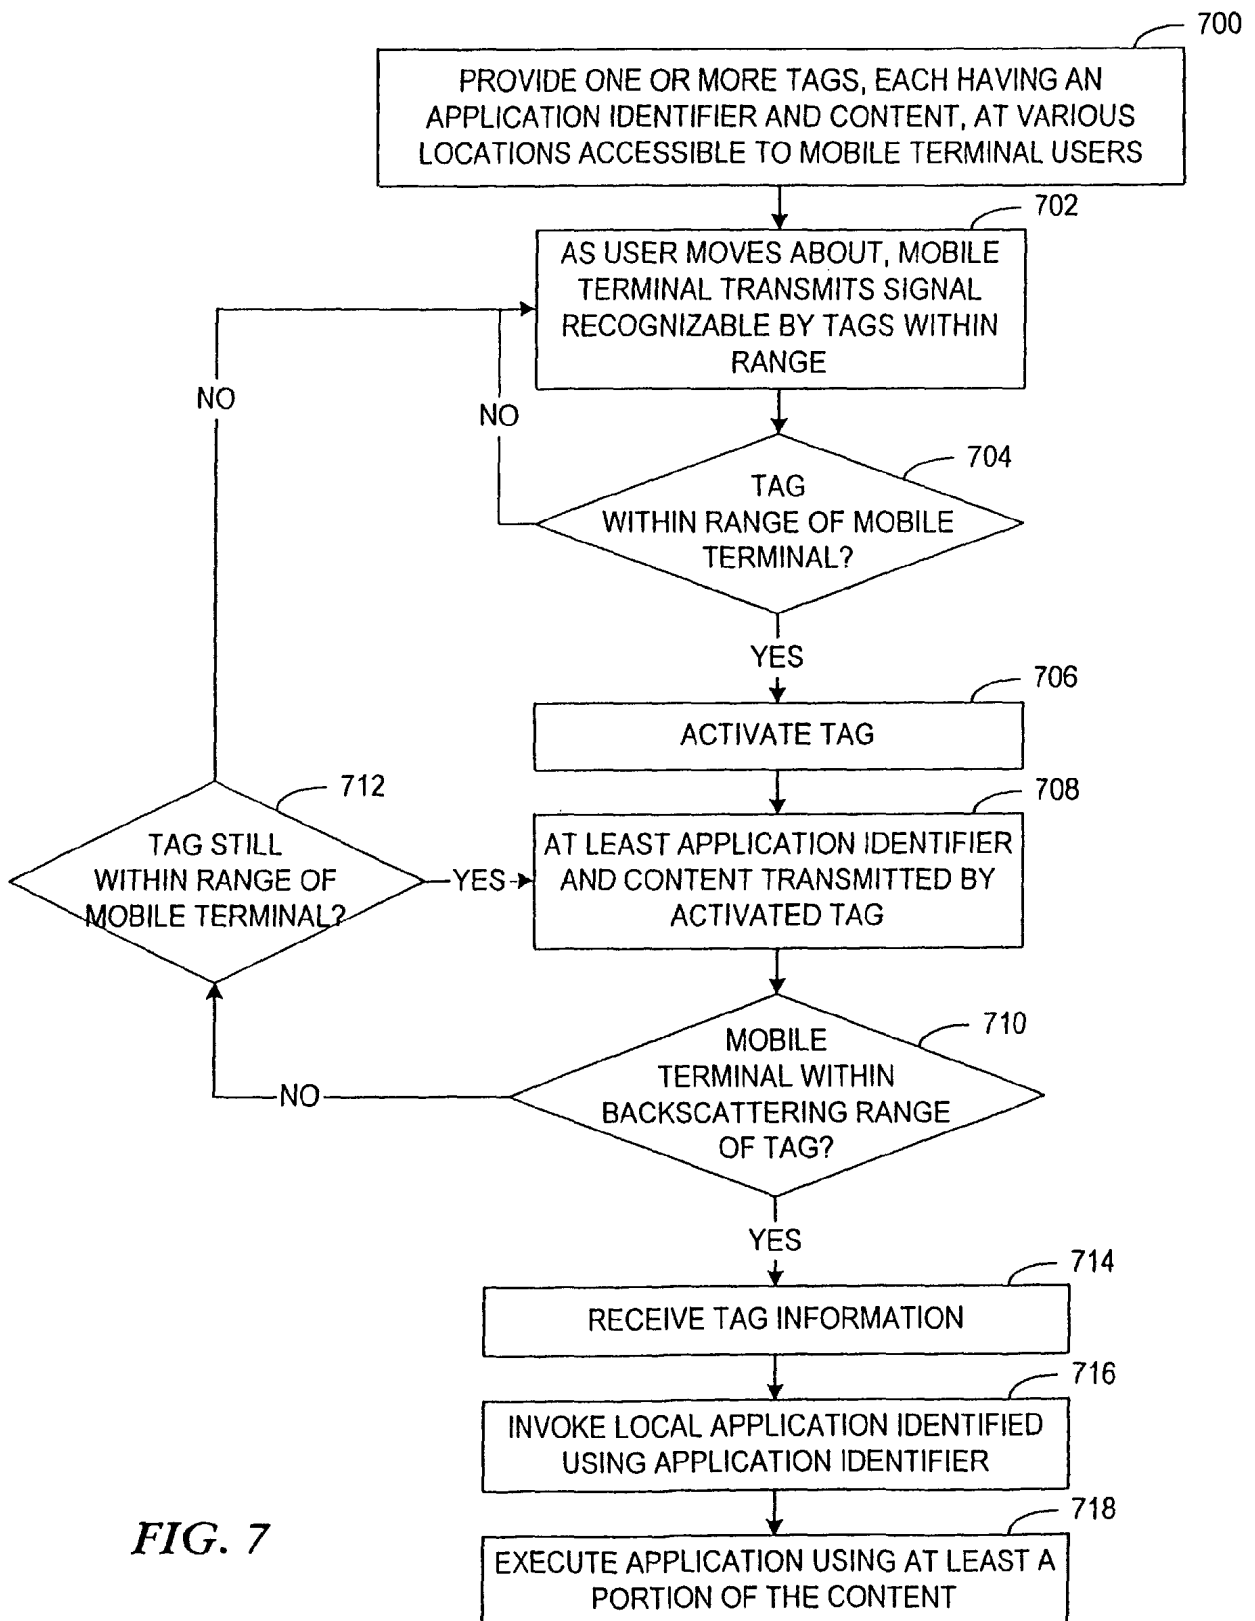 700
PROVIDE ONE OR MORE TAGS, EACH HAVING AN
APPLICATION IDENTIFIER AND CONTENT, AT VARIOUS
LOCATIONS ACCESSIBLE TO MOBILE TERMINAL USERS
702
AS USER MOVES ABOUT, MOBILE
TERMINAL TRANSMITS SIGNAL
RECOGNIZABLE BY TAGS WITHIN
RANGE
NO
NO
704
TAG
WITHIN RANGE OF MOBILE
TERMINAL?
YES
706
ACTIVATE TAG
712
TAG STILL
WITHIN RANGE OF
MOBILE TERMINAL?
YES
708
AT LEAST APPLICATION IDENTIFIER
AND CONTENT TRANSMITTED BY
ACTIVATED TAG
710
MOBILE
TERMINAL WITHIN
BACKSCATTERING RANGE
OF TAG?
NO
YES
714
RECEIVE TAG INFORMATION
716
INVOKE LOCAL APPLICATION IDENTIFIED
USING APPLICATION IDENTIFIER
718
EXECUTE APPLICATION USING AT LEAST A
PORTION OF THE CONTENT
FIG. 7